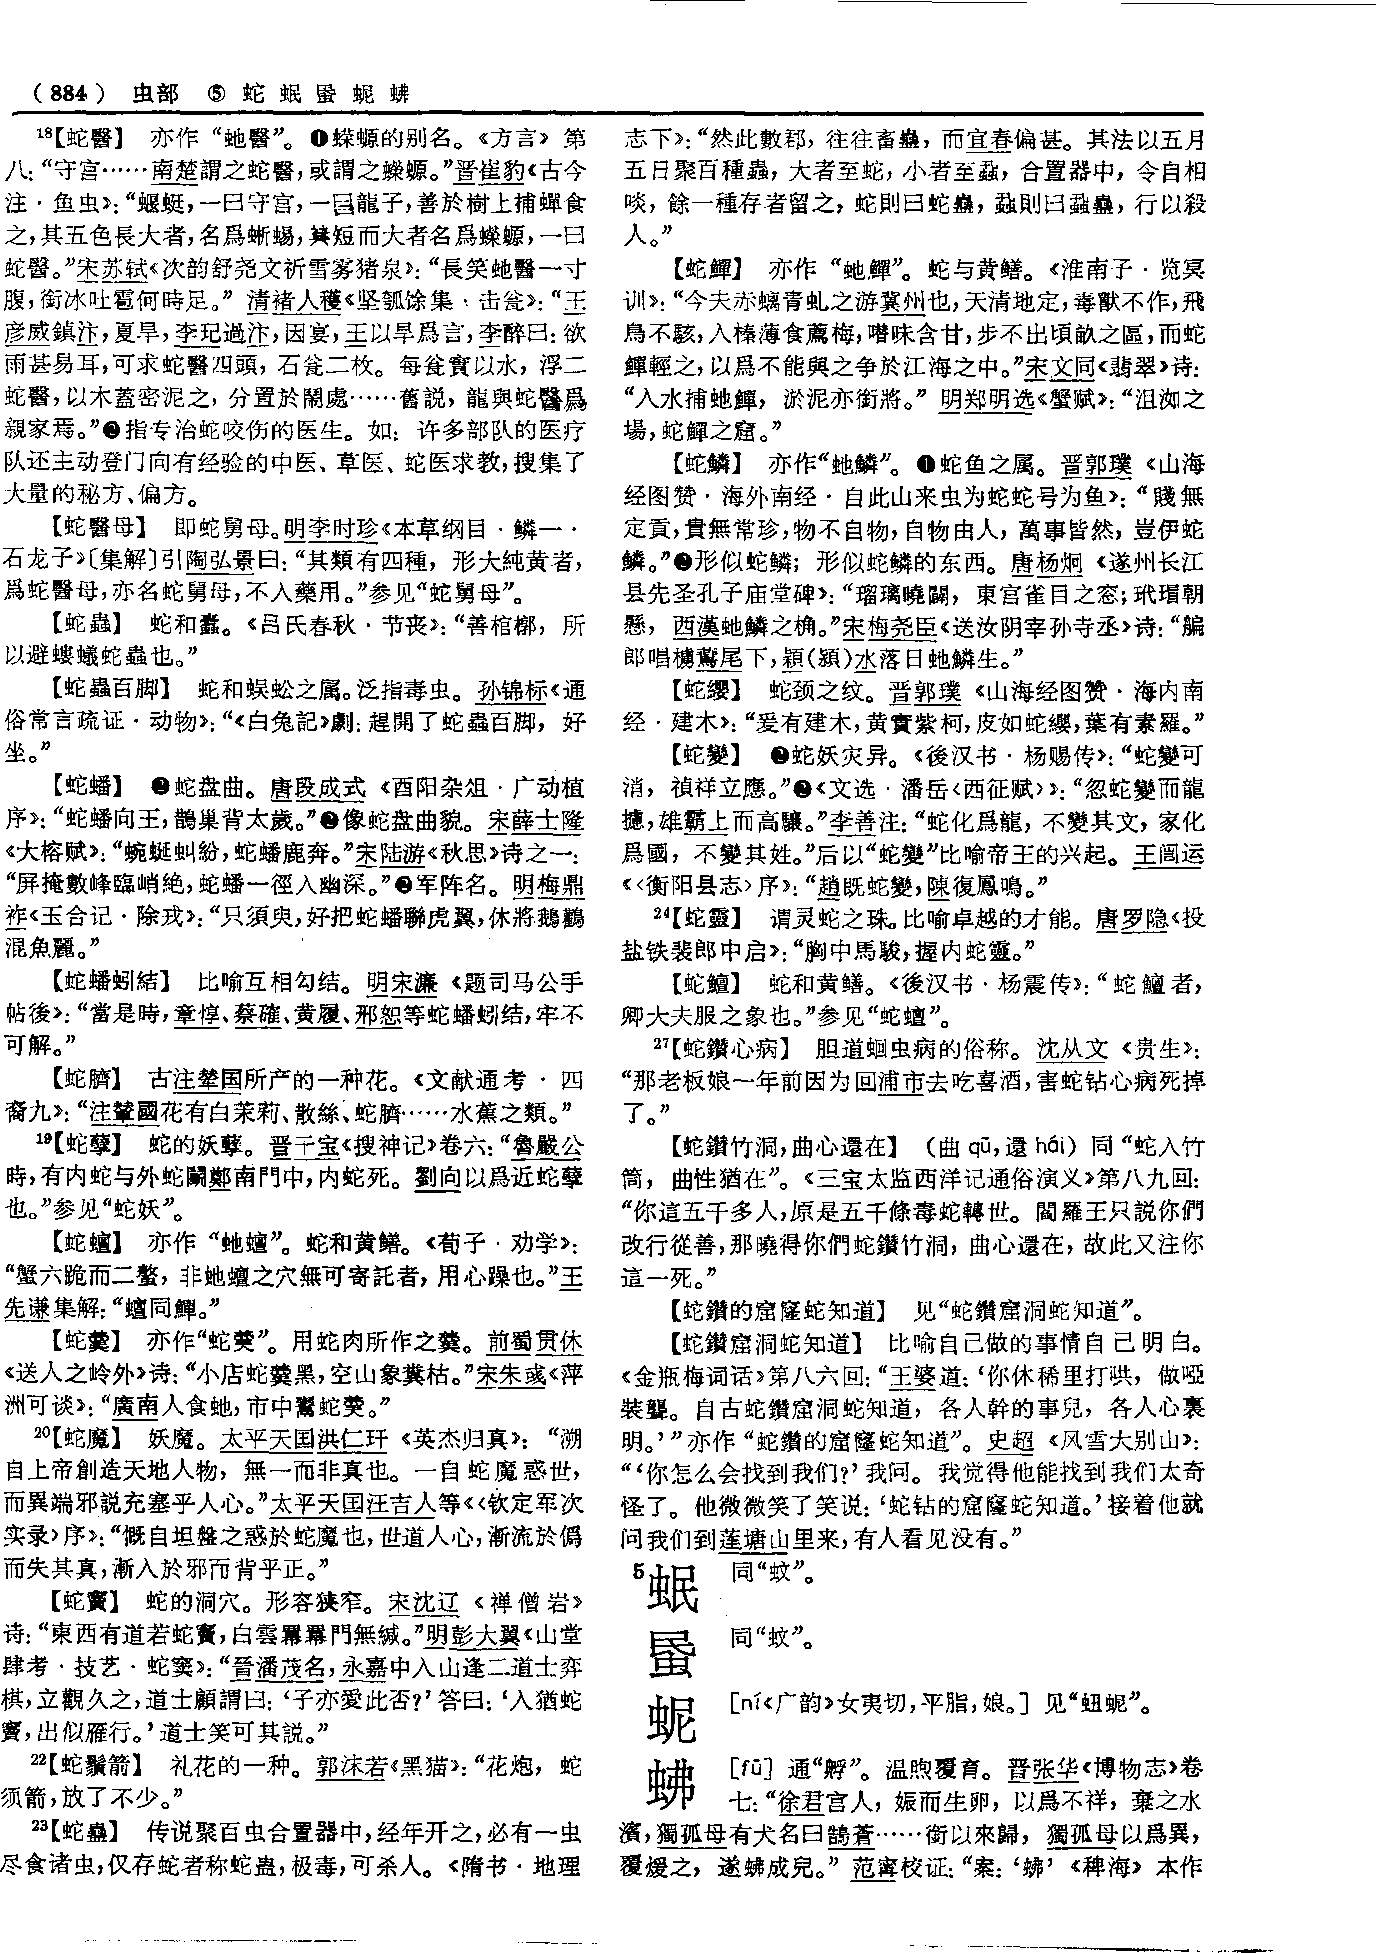 （884） 虫部 ⑤ 蛇 蚔 蟁 蚭 䘠
18【蛇醫】 亦作“虵醫”。❶蝾螈的别名。《方言》第
八：“守宫……南楚謂之蛇醫，或謂之蠑螈。”晋崔豹《古今
注·鱼虫》：“蝘蜓，一曰守宫，一曰龍子，善於樹上捕蟬食
之，其五色長大者，名爲蜥蜴，其短而大者名爲蠑螈，一曰
蛇醫。”宋苏轼《次韵舒尧文祈雪雾猪泉》：“長笑虵醫一寸
腹，銜冰吐雹何時足。” 清褚人穫《坚瓠馀集·击瓮》：“王
彦威鎮汴，夏旱，李玘過汴，因宴，王以旱爲言，李醉曰：欲
雨甚易耳，可求蛇醫四頭，石瓮二枚。每瓮實以水，浮二
蛇醫，以木蓋密泥之，分置於鬧處……舊説，龍與蛇醫爲
親家焉。”❷指专治蛇咬伤的医生。如：许多部队的医疗
队还主动登门向有经验的中医、草医、蛇医求教，搜集了
大量的秘方、偏方。
【蛇醫母】 即蛇舅母。明李时珍《本草纲目·鳞一·
石龙子》〔集解〕引陶弘景曰：“其類有四種，形大純黄者，
爲蛇醫母，亦名蛇舅母，不入藥用。”参见“蛇舅母”。
【蛇蟲】 蛇和蠹。《吕氏春秋·节丧》：“善棺椁，所
以避螻蟻蛇蟲也。”
【蛇蟲百脚】 蛇和蜈蚣之属。泛指毒虫。孙锦标《通
俗常言疏证·动物》：“《白兔記》劇：趕開了蛇蟲百脚，好
坐。”
【蛇蟠】 ❶蛇盘曲。唐段成式《酉阳杂俎·广动植
序》：“蛇蟠向王，鵲巢背太歲。”❷像蛇盘曲貌。宋薛士隆
《大榕赋》：“蜿蜒虯紛，蛇蟠鹿奔。”宋陆游《秋思》诗之一：
“屏掩數峰臨峭絶，蛇蟠一徑入幽深。”❸军阵名。明梅鼎
祚《玉合记·除戎》：“只須臾，好把蛇蟠聯虎翼，休將鵝鸛
混魚麗。”
【蛇蟠蚓結】 比喻互相勾结。明宋濂《题司马公手
帖後》：“當是時，章惇、蔡確、黄履、邢恕等蛇蟠蚓结，牢不
可解。”
【蛇臍】 古注辇国所产的一种花。《文献通考·四
裔九》：“注輦國花有白茉莉、散絲、蛇臍……水蕉之類。”
19【蛇孽】 蛇的妖孽。晋干宝《搜神记》卷六：“魯嚴公
時，有内蛇与外蛇鬭鄭南門中，内蛇死。劉向以爲近蛇孽
也。”参见“蛇妖”。
【蛇蟺】 亦作“虵蟺”。蛇和黄鳝。《荀子·劝学》：
“蟹六跪而二螯，非虵蟺之穴無可寄託者，用心躁也。”王
先谦集解：“蟺同鱓。”
【蛇羹】 亦作“蛇羮”。用蛇肉所作之羹。前蜀贯休
《送人之岭外》诗：“小店蛇羹黑，空山象糞枯。”宋朱彧《萍
洲可谈》：“廣南人食虵，市中鬻蛇羮。”
20【蛇魔】 妖魔。太平天国洪仁玕《英杰归真》：“溯
自上帝創造天地人物，無一而非真也。一自蛇魔惑世，
而異端邪説充塞乎人心。”太平天囯汪吉人等《〈钦定军次
实录〉序》：“慨自坦盤之惑於蛇魔也，世道人心，漸流於僞
而失其真，漸入於邪而背乎正。”
【蛇竇】 蛇的洞穴。形容狭窄。宋沈辽《禅僧岩》
诗：“東西有道若蛇竇，白雲羃羃門無緘。”明彭大翼《山堂
肆考·技艺·蛇窦》：“晉潘茂名，永嘉中入山逢二道士弈
棋，立觀久之，道士顧謂曰：‘子亦愛此否？’答曰：‘入猶蛇
竇，出似雁行。’道士笑可其説。”
22【蛇鬚箭】 礼花的一种。郭沫若《黑猫》：“花炮，蛇
须箭，放了不少。”
23【蛇蠱】 传说聚百虫合置器中，经年开之，必有一虫
尽食诸虫，仅存蛇者称蛇蛊，极毒，可杀人。《隋书·地理
志下》：“然此數郡，往往畜蠱，而宜春偏甚。其法以五月
五日聚百種蟲，大者至蛇，小者至蝨，合置器中，令自相
啖，餘一種存者留之，蛇則曰蛇蠱，蝨則曰蝨蠱，行以殺
人。”
【蛇鱓】 亦作“虵鱓”。蛇与黄鳝。《淮南子·览冥
训》：“今夫赤螭青虬之游冀州也，天清地定，毒獸不作，飛
鳥不駭，入榛薄食薦梅，噆味含甘，步不出頃畝之區，而蛇
鱓輕之，以爲不能與之争於江海之中。”宋文同《翡翠》诗：
“入水捕虵鱓，淤泥亦銜將。” 明郑明选《蟹赋》：“沮洳之
場，蛇鱓之窟。”
【蛇鱗】 亦作“虵鱗”。❶蛇鱼之属。晋郭璞《山海
经图赞·海外南经·自此山来虫为蛇蛇号为鱼》：“賤無
定貢，貴無常珍，物不自物，自物由人，萬事皆然，豈伊蛇
鱗。”❷形似蛇鳞；形似蛇鳞的东西。唐杨炯《遂州长江
县先圣孔子庙堂碑》：“瑠璃曉闢，東宫雀目之窓；玳瑁朝
懸，西漢虵鱗之桷。”宋梅尧臣《送汝阴宰孙寺丞》诗：“艑
郎唱櫓鷟尾下，穎（潁）水落日虵鱗生。”
【蛇纓】 蛇颈之纹。晋郭璞《山海经图赞·海内南
经·建木》：“爰有建木，黄實紫柯，皮如蛇纓，葉有素羅。”
【蛇變】 ❶蛇妖灾异。《後汉书·杨赐传》：“蛇變可
消，禎祥立應。”❷《文选·潘岳〈西征赋〉》：“忽蛇變而龍
攄，雄霸上而高驤。”李善注：“蛇化爲龍，不變其文，家化
爲國，不變其姓。”后以“蛇變”比喻帝王的兴起。王闿运
《〈衡阳县志〉序》：“趙既蛇變，陳復鳳鳴。”
24【蛇靈】 谓灵蛇之珠。比喻卓越的才能。唐罗隐《投
盐铁裴郎中启》：“胸中馬駿，握内蛇靈。”
【蛇鱣】 蛇和黄鳝。《後汉书·杨震传》：“蛇鱣者，
卿大夫服之象也。”参见“蛇蟺”。
27【蛇鑽心病】 胆道蛔虫病的俗称。沈从文《贵生》：
“那老板娘一年前因为回浦市去吃喜酒，害蛇钻心病死掉
了。”
【蛇鑽竹洞，曲心還在】（曲qū，還hái）同“蛇入竹
筒，曲性猶在”。《三宝太监西洋记通俗演义》第八九回：
“你這五千多人，原是五千條毒蛇轉世。閻羅王只説你們
改行從善，那曉得你們蛇鑽竹洞，曲心還在，故此又注你
這一死。”
【蛇鑽的窟窿蛇知道】 见“蛇鑽窟洞蛇知道”。
【蛇鑽窟洞蛇知道】 比喻自己做的事情自己明白。
《金瓶梅词话》第八六回：“王婆道：‘你休稀里打哄，做啞
裝聾。自古蛇鑽窟洞蛇知道，各人幹的事兒，各人心裏
明。’”亦作“蛇鑽的窟窿蛇知道”。史超《风雪大别山》：
“‘你怎么会找到我们？’我问。我觉得他能找到我们太奇
怪了。他微微笑了笑说：‘蛇钻的窟窿蛇知道。’接着他就
问我们到莲塘山里来，有人看见没有。”
5 蚊 同“蚊”。
蟁 同“蚊”。
蚭 ［ní《广韵》女夷切，平脂，娘。］见“蚰蚭”。
䘠 ［fū］通“孵”。温煦覆育。晋张华《博物志》卷
七：“徐君宫人，娠而生卵，以爲不祥，棄之水
濱，獨孤母有犬名曰鵠蒼……銜以來歸，獨孤母以爲異，
覆煖之，遂䘠成兒。” 范寧校证：“案：‘䘠’《稗海》本作